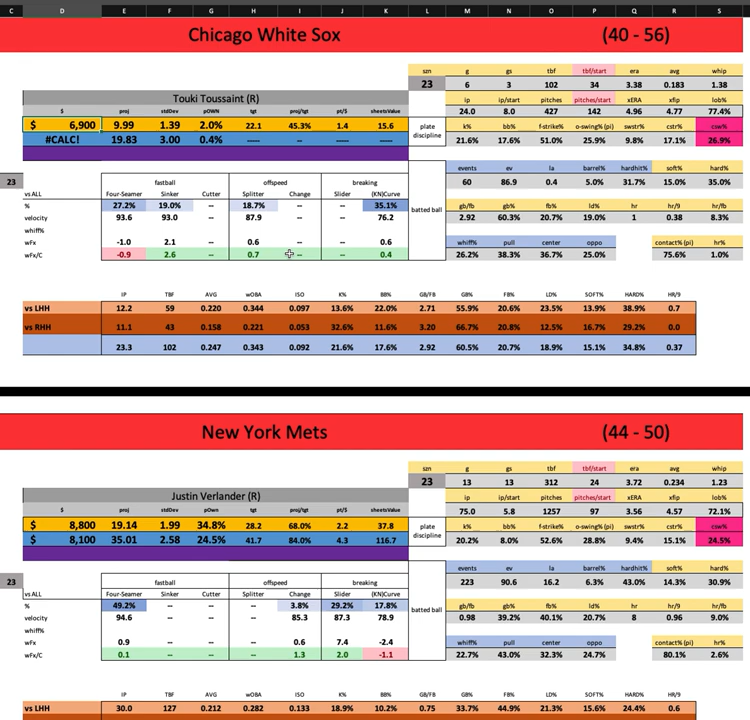 C D E F G H I J K L M N O P Q R S
Chicago White Sox (40 - 56)
szn g gs tbf tbf/start era avg whip
23 6 3 102 34 3.38 0.183 1.38
Touki Toussaint (R) ip ip/start pitches pitches/start xERA xfip lob%
$ proj stdDev pOWN tgt proj/tgt pt/$ sheetsValue 24.0 8.0 427 142 4.96 4.77 77.4%
$ 6,900 9.99 1.39 2.0% 22.1 45.3% 1.4 15.6 plate discipline k% bb% f-strike% o-swing% (pi) swstr% cstr% csw%
#CALC! 19.83 3.00 0.4% ---- -- ---- ---- 21.6% 17.6% 51.0% 25.9% 9.8% 17.1% 26.9%
events ev la barrel% hardhit% soft% hard%
23 fastball offspeed breaking 60 86.9 0.4 5.0% 31.7% 15.0% 35.0%
vs ALL Four-Seamer Sinker Cutter Splitter Change Slider (KN)Curve
% 27.2% 19.0% -- 18.7% -- -- 35.1% batted ball gb/fb gb% fb% ld% hr hr/9 hr/fb
velocity 93.6 93.0 -- 87.9 -- -- 76.2 2.92 60.3% 20.7% 19.0% 1 0.38 8.3%
whiff%
wFx -1.0 2.1 0.6 0.6 whiff% pull center oppo contact% (pi) hr%
wFx/C -0.9 2.6 -- 0.7 -- -- 0.4 26.2% 38.3% 36.7% 25.0% 75.6% 1.0%
IP TBF AVG wOBA ISO K% BB% GB/FB GB% FB% LD% SOFT% HARD% HR/9
vs LHH 12.2 59 0.220 0.344 0.097 13.6% 22.0% 2.71 55.9% 20.6% 23.5% 13.9% 38.9% 0.7
vs RHH 11.1 43 0.158 0.221 0.053 32.6% 11.6% 3.20 66.7% 20.8% 12.5% 16.7% 29.2% 0.0
23.3 102 0.247 0.343 0.092 21.6% 17.6% 2.92 60.5% 20.7% 18.9% 15.1% 34.8% 0.37
New York Mets (44 - 50)
szn g gs tbf tbf/start era avg whip
23 13 13 312 24 3.72 0.234 1.23
Justin Verlander (R) ip ip/start pitches pitches/start xERA xfip lob%
$ proj stdDev pOwn tgt proj/tgt pt/$ sheetsValue 75.0 5.8 1257 97 3.56 4.57 72.1%
$ 8,800 19.14 1.99 34.8% 28.2 68.0% 2.2 37.8 plate discipline k% bb% f-strike% o-swing% (pi) swstr% cstr% csw%
$ 8,100 35.01 2.58 24.5% 41.7 84.0% 4.3 116.7 20.2% 8.0% 52.6% 28.8% 9.4% 15.1% 24.5%
events ev la barrel% hardhit% soft% hard%
23 fastball offspeed breaking 223 90.6 16.2 6.3% 43.0% 14.3% 30.9%
vs ALL Four-Seamer Sinker Cutter Splitter Change Slider (KN)Curve
% 49.2% -- -- -- 3.8% 29.2% 17.8% batted ball gb/fb gb% fb% ld% hr hr/9 hr/fb
velocity 94.6 -- -- -- 85.3 87.3 78.9 0.98 39.2% 40.1% 20.7% 8 0.96 9.0%
whiff%
wFx 0.9 0.6 7.4 -2.4 whiff% pull center oppo contact% (pi) hr%
wFx/C 0.1 -- -- -- 1.3 2.0 -1.1 22.7% 43.0% 32.3% 24.7% 80.1% 2.6%
IP TBF AVG wOBA ISO K% BB% GB/FB GB% FB% LD% SOFT% HARD% HR/9
vs LHH 30.0 127 0.212 0.282 0.133 18.9% 10.2% 0.75 33.7% 44.9% 21.3% 15.6% 24.4% 0.6